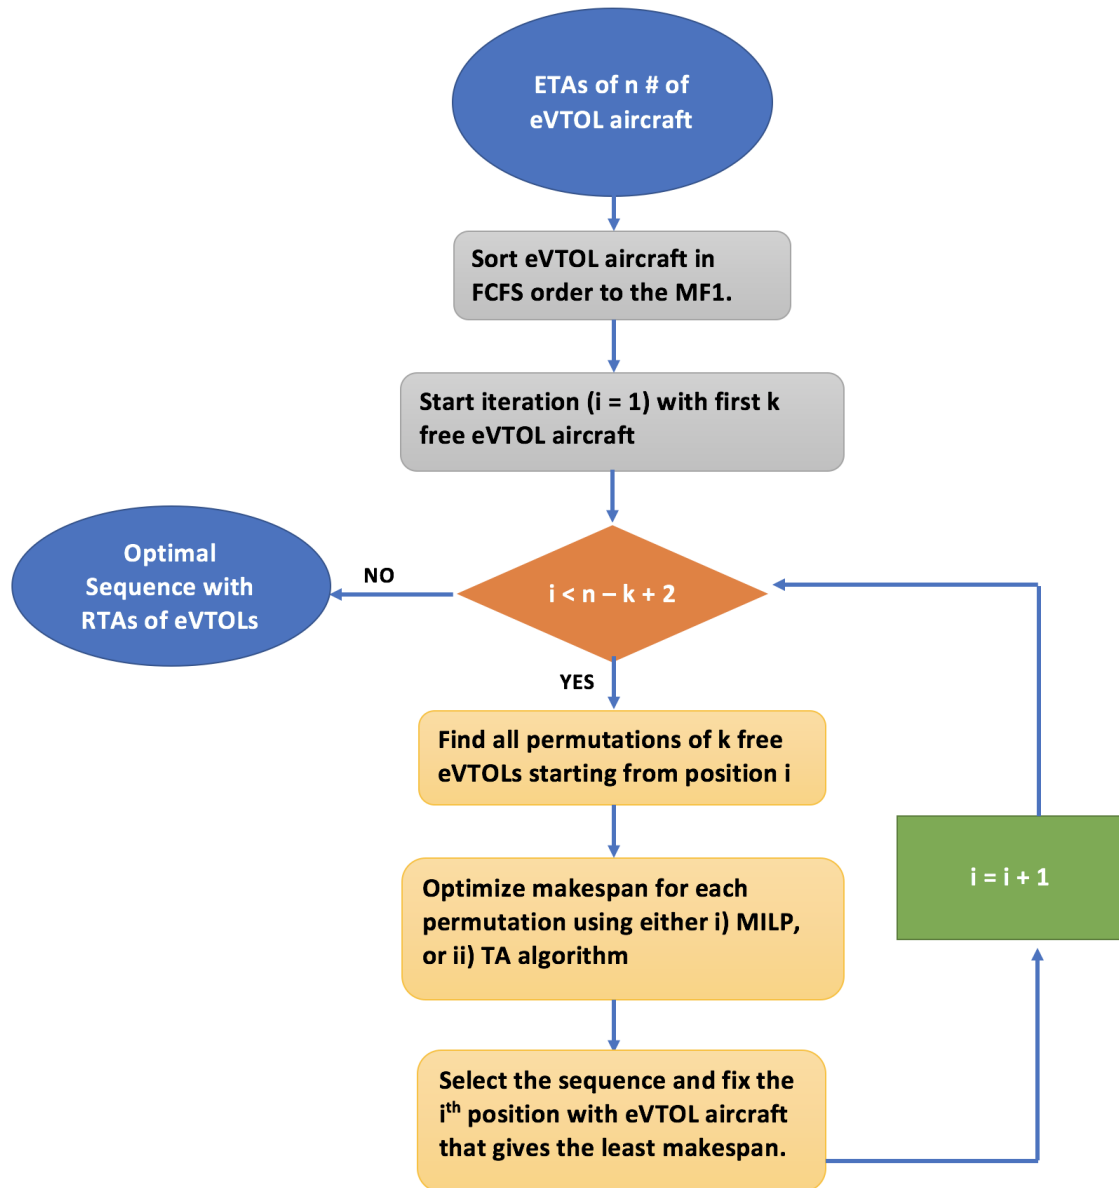 ETAs of n # of
eVTOL aircraft
Sort eVTOL aircraft in
FCFS order to the MF1.
Start iteration (i = 1) with first k
free eVTOL aircraft
Optimal
Sequence with
RTAs of eVTOLs
NO
i < n – k + 2
YES
Find all permutations of k free
eVTOLs starting from position i
Optimize makespan for each
permutation using either i) MILP,
or ii) TA algorithm
i = i + 1
Select the sequence and fix the
iᵗʰ position with eVTOL aircraft
that gives the least makespan.